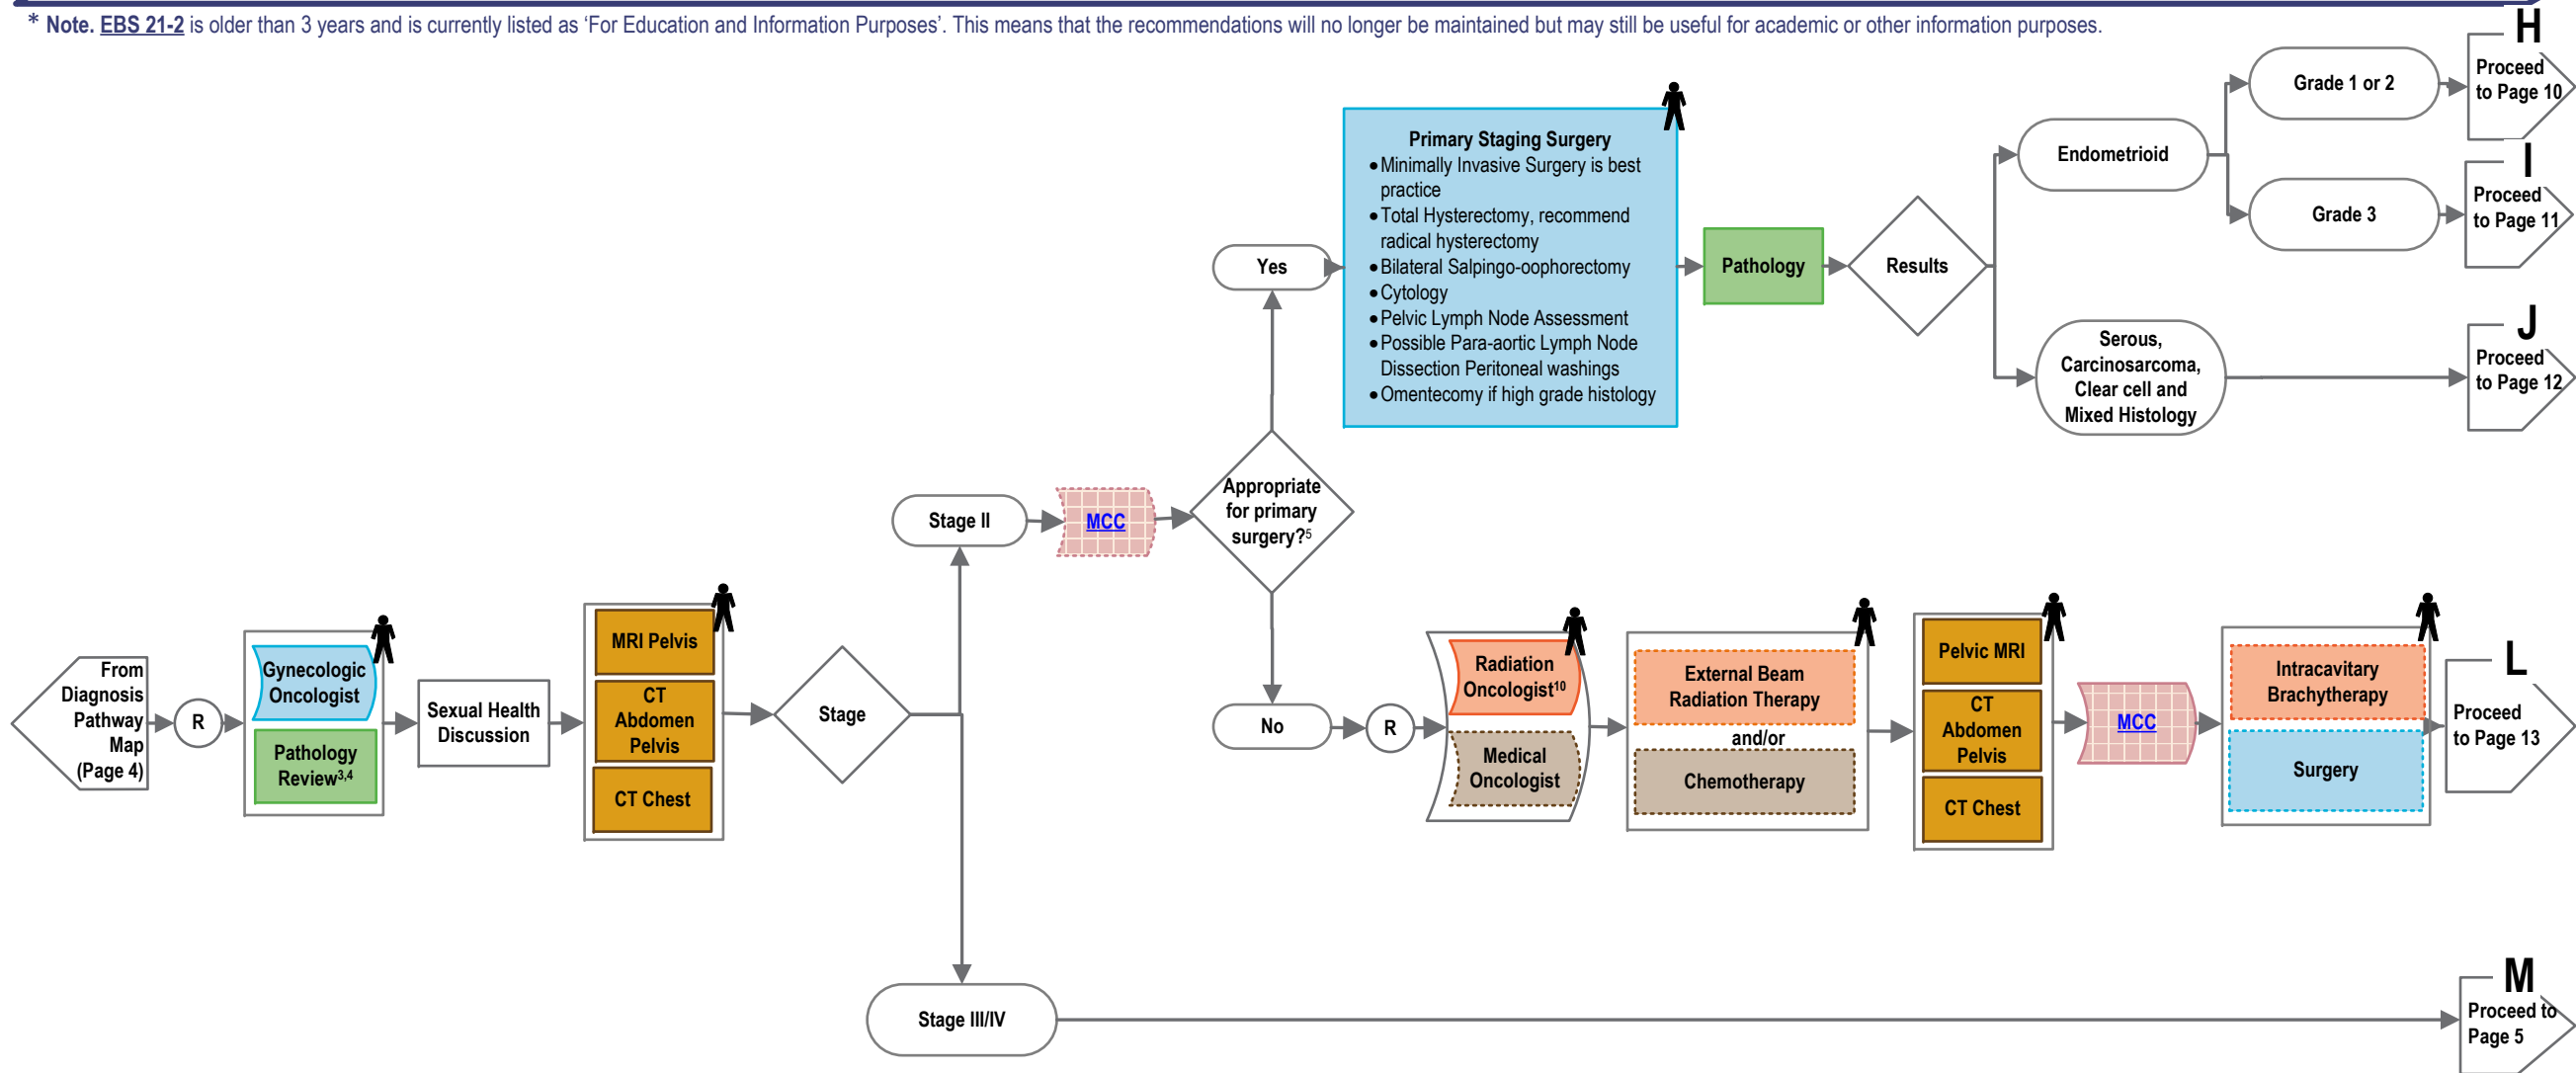 * Note. EBS 21-2 is older than 3 years and is currently listed as ‘For Education and Information Purposes’. This means that the recommendations will no longer be maintained but may still be useful for academic or other information purposes.
From
Diagnosis
Pathway
Map
(Page 4)
R
Gynecologic
Oncologist
Pathology
Review3,4
Sexual Health
Discussion
MRI Pelvis
CT
Abdomen
Pelvis
CT Chest
Stage
Stage II
MCC
Appropriate
for primary
surgery?5
Yes
Primary Staging Surgery
•Minimally Invasive Surgery is best
practice
•Total Hysterectomy, recommend
radical hysterectomy
•Bilateral Salpingo-oophorectomy
•Cytology
•Pelvic Lymph Node Assessment
•Possible Para-aortic Lymph Node
Dissection Peritoneal washings
•Omentecomy if high grade histology
Pathology
Results
Endometrioid
Grade 1 or 2
H
Proceed
to Page 10
Grade 3
I
Proceed
to Page 11
Serous,
Carcinosarcoma,
Clear cell and
Mixed Histology
J
Proceed
to Page 12
No
R
Radiation
Oncologist10
Medical
Oncologist
External Beam
Radiation Therapy
and/or
Chemotherapy
Pelvic MRI
CT
Abdomen
Pelvis
CT Chest
MCC
Intracavitary
Brachytherapy
Surgery
L
Proceed
to Page 13
Stage III/IV
M
Proceed to
Page 5